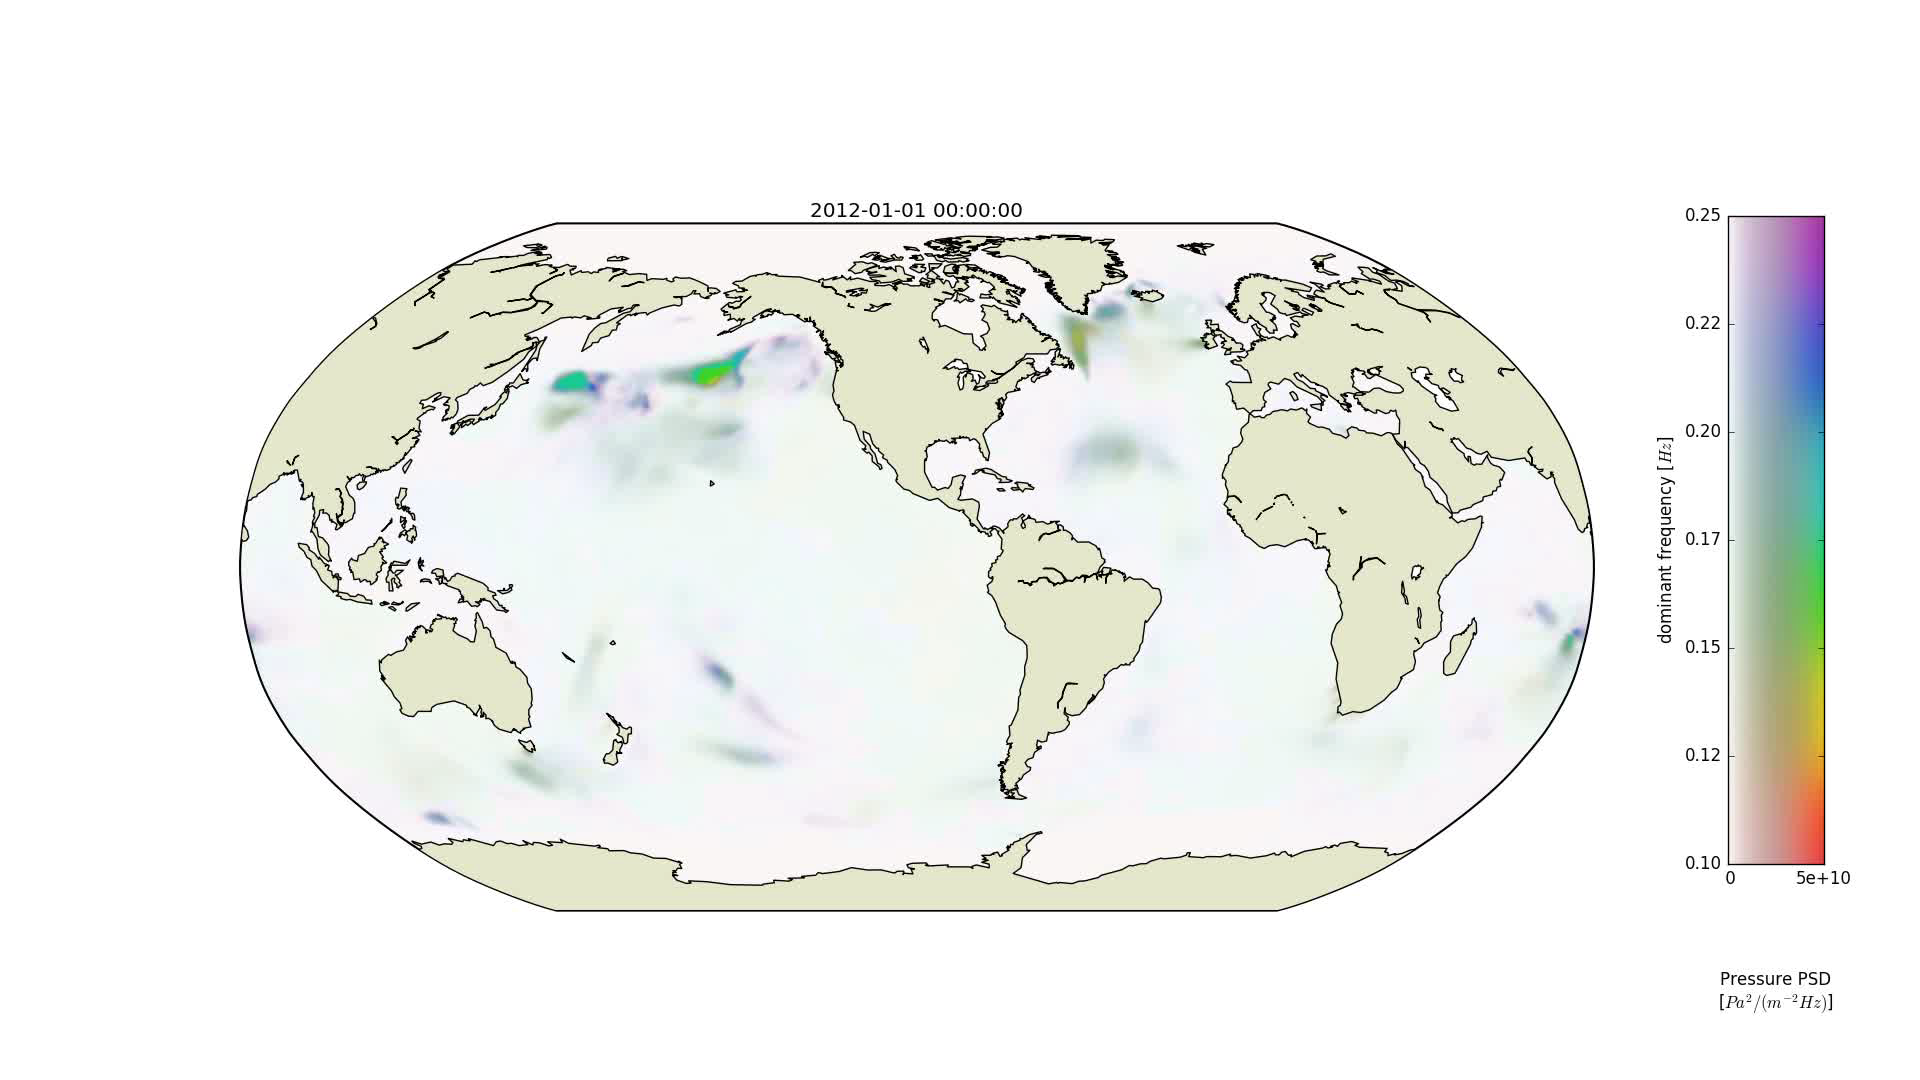 2012-01-01 00:00:00
0.25
0.22
0.20
0.17
0.15
0.12
0.10
dominant frequency [Hz]
0 5e+10
Pressure PSD
[Pa²/(m⁻²Hz)]